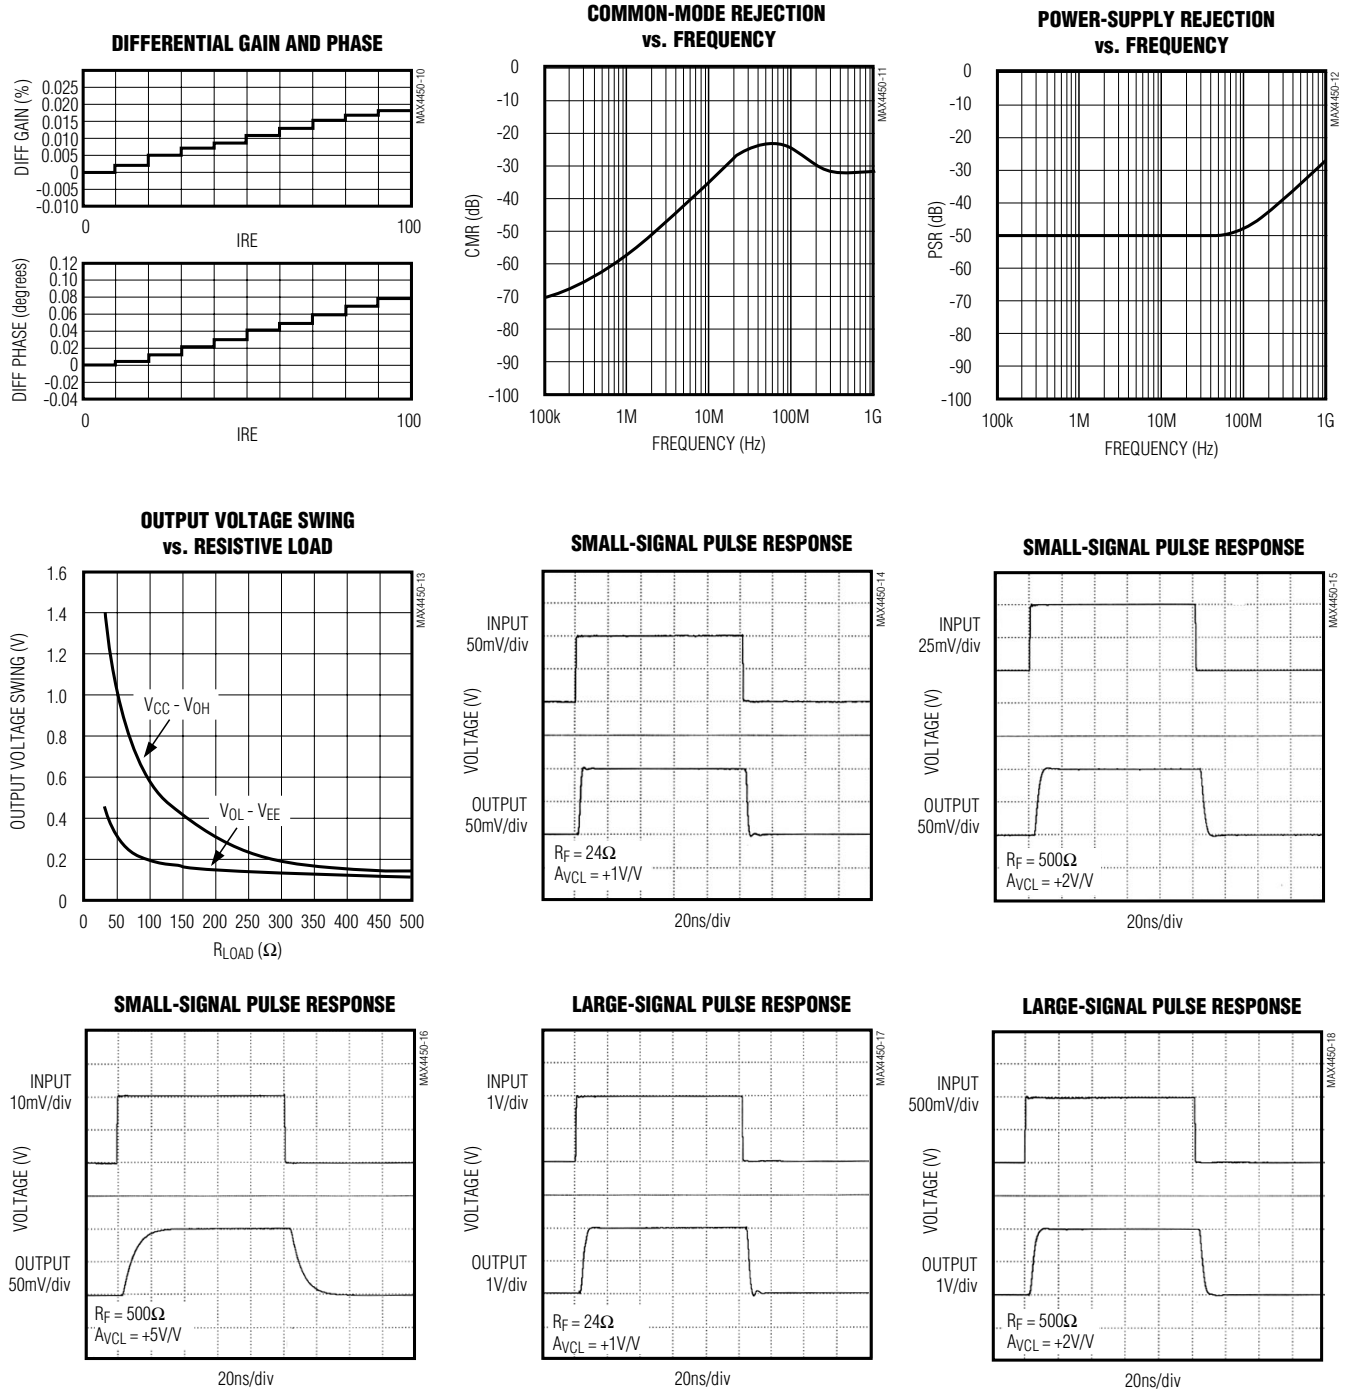 DIFFERENTIAL GAIN AND PHASE
MAX4450-10
DIFF GAIN (%)
0.025
0.020
0.015
0.010
0.005
0
-0.005
-0.010
0
100
IRE
DIFF PHASE (degrees)
0.12
0.10
0.08
0.06
0.04
0.02
0
-0.02
-0.04
0
100
IRE
COMMON-MODE REJECTION
vs. FREQUENCY
MAX4450-11
CMR (dB)
0
-10
-20
-30
-40
-50
-60
-70
-80
-90
-100
100k 1M 10M 100M 1G
FREQUENCY (Hz)
POWER-SUPPLY REJECTION
vs. FREQUENCY
MAX4450-12
PSR (dB)
0
-10
-20
-30
-40
-50
-60
-70
-80
-90
-100
100k 1M 10M 100M 1G
FREQUENCY (Hz)
OUTPUT VOLTAGE SWING
vs. RESISTIVE LOAD
MAX4450-13
OUTPUT VOLTAGE SWING (V)
1.6
1.4
1.2
1.0
0.8
0.6
0.4
0.2
0
VCC - VOH
VOL - VEE
0 50 100 150 200 250 300 350 400 450 500
RLOAD (Ω)
SMALL-SIGNAL PULSE RESPONSE
MAX4450-14
INPUT
50mV/div
VOLTAGE (V)
OUTPUT
50mV/div
RF = 24Ω
AVCL = +1V/V
20ns/div
SMALL-SIGNAL PULSE RESPONSE
MAX4450-15
INPUT
25mV/div
VOLTAGE (V)
OUTPUT
50mV/div
RF = 500Ω
AVCL = +2V/V
20ns/div
SMALL-SIGNAL PULSE RESPONSE
MAX4450-16
INPUT
10mV/div
VOLTAGE (V)
OUTPUT
50mV/div
RF = 500Ω
AVCL = +5V/V
20ns/div
LARGE-SIGNAL PULSE RESPONSE
MAX4450-17
INPUT
1V/div
VOLTAGE (V)
OUTPUT
1V/div
RF = 24Ω
AVCL = +1V/V
20ns/div
LARGE-SIGNAL PULSE RESPONSE
MAX4450-18
INPUT
500mV/div
VOLTAGE (V)
OUTPUT
1V/div
RF = 500Ω
AVCL = +2V/V
20ns/div